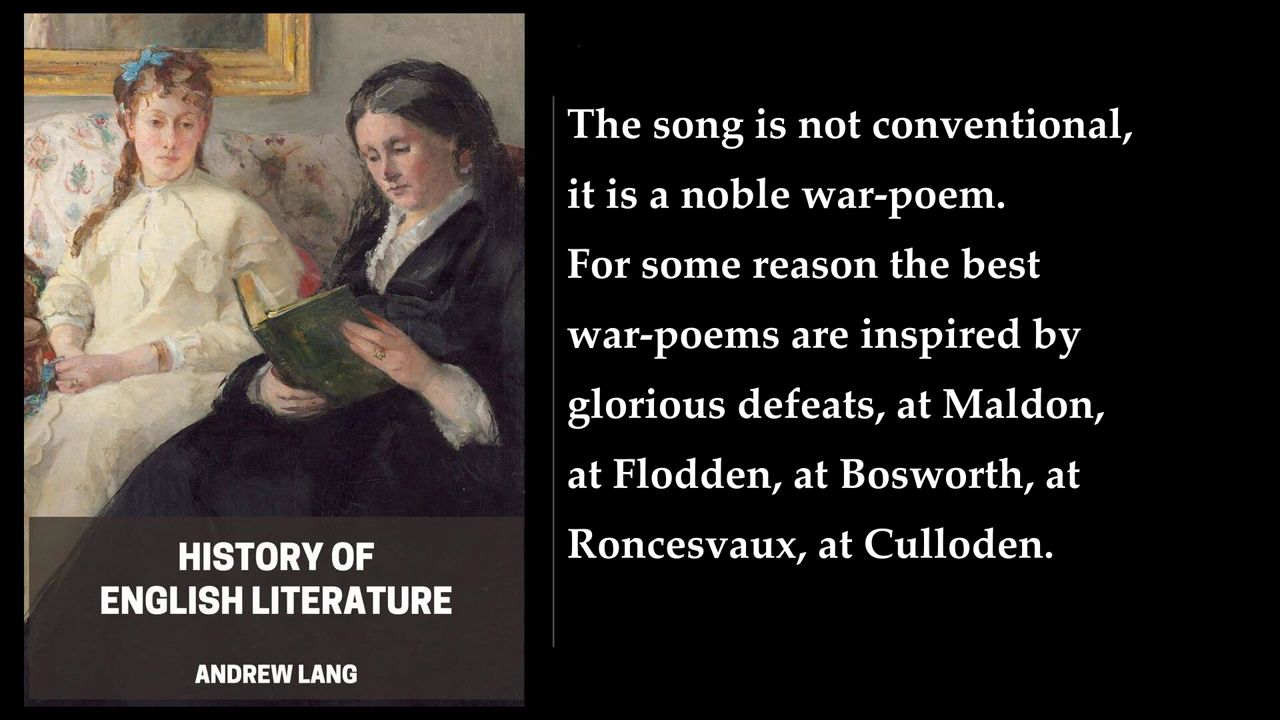 HISTORY OF
ENGLISH LITERATURE
ANDREW LANG
The song is not conventional,
it is a noble war-poem.
For some reason the best
war-poems are inspired by
glorious defeats, at Maldon,
at Flodden, at Bosworth, at
Roncesvaux, at Culloden.